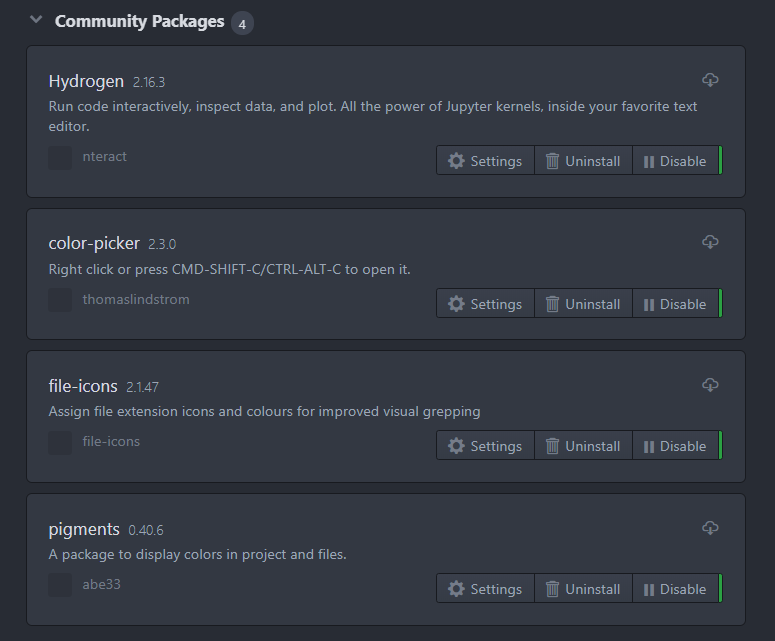 Community Packages 4
Hydrogen 2.16.3
Run code interactively, inspect data, and plot. All the power of Jupyter kernels, inside your favorite text
editor.
nteract
Settings Uninstall Disable
color-picker 2.3.0
Right click or press CMD-SHIFT-C/CTRL-ALT-C to open it.
thomaslindstrom
Settings Uninstall Disable
file-icons 2.1.47
Assign file extension icons and colours for improved visual grepping
file-icons
Settings Uninstall Disable
pigments 0.40.6
A package to display colors in project and files.
abe33
Settings Uninstall Disable